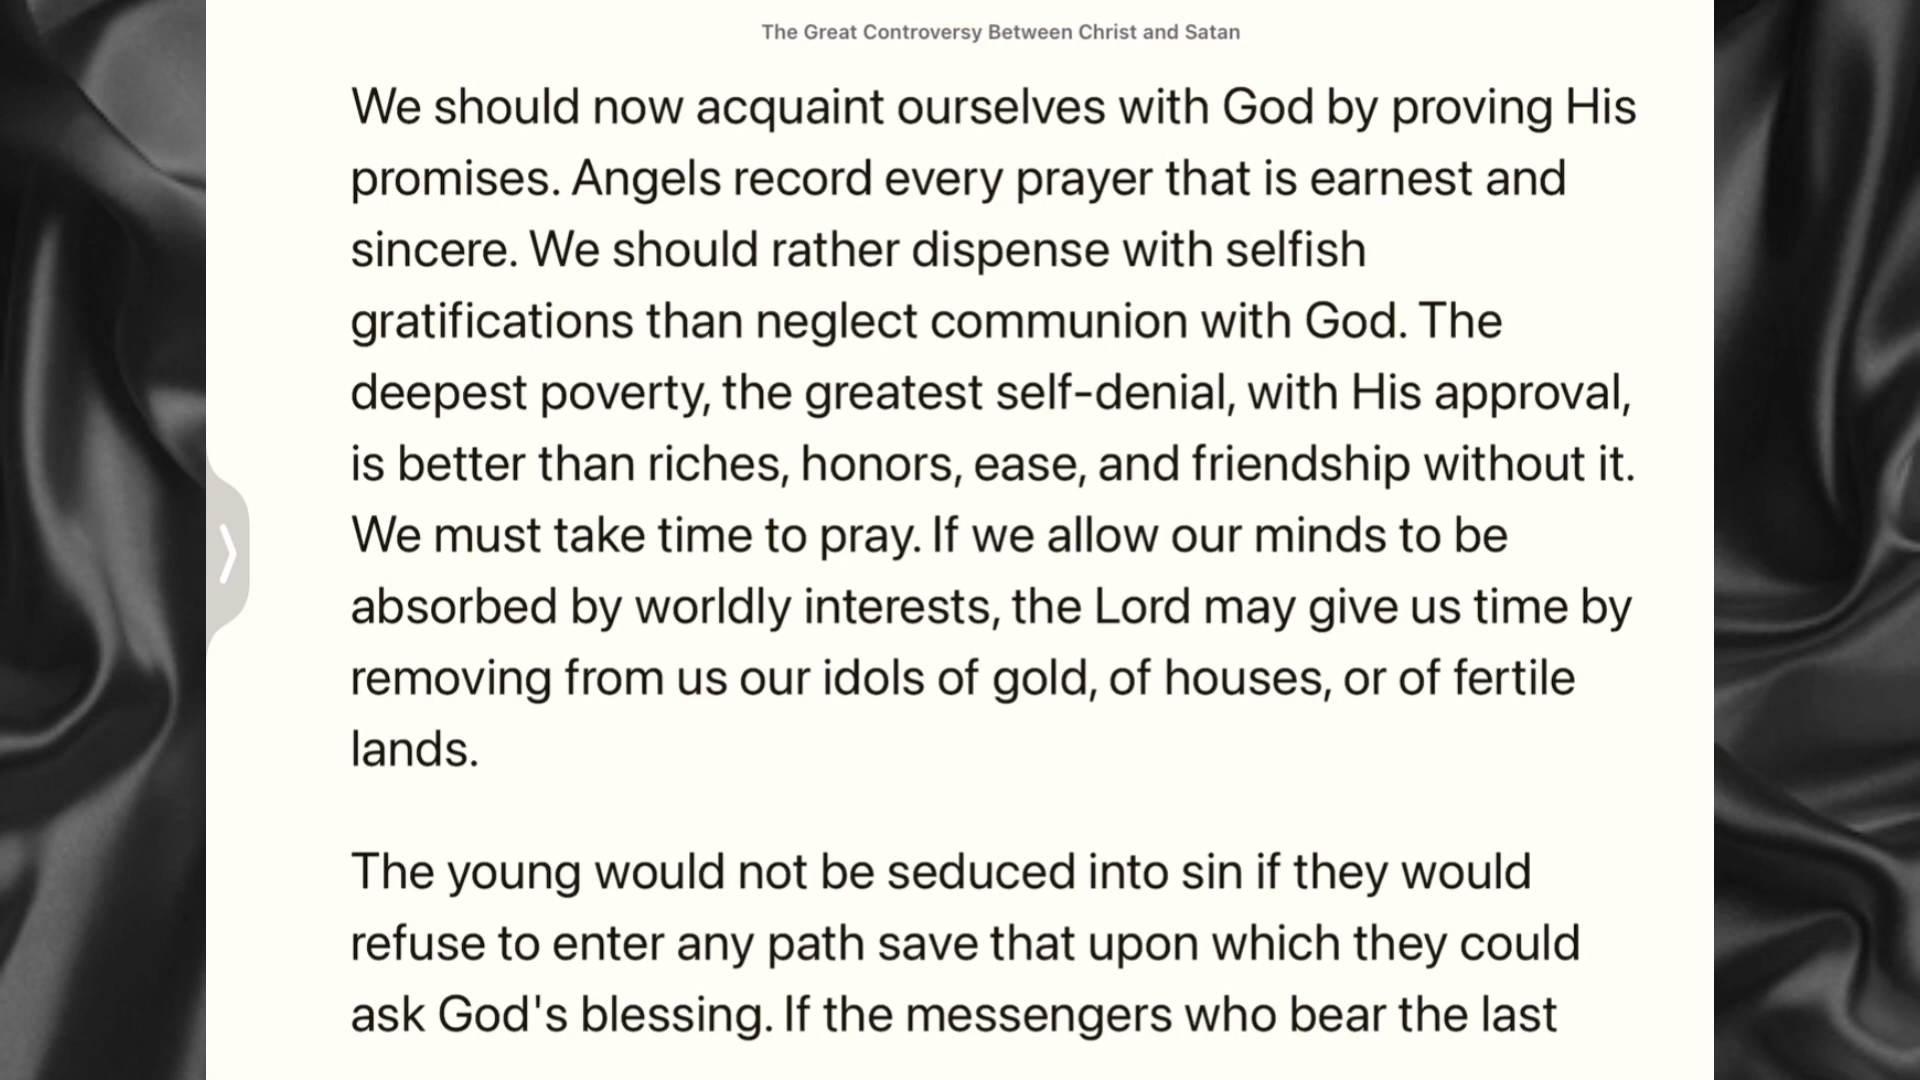 The Great Controversy Between Christ and Satan
We should now acquaint ourselves with God by proving His
promises. Angels record every prayer that is earnest and
sincere. We should rather dispense with selfish
gratifications than neglect communion with God. The
deepest poverty, the greatest self-denial, with His approval,
is better than riches, honors, ease, and friendship without it.
We must take time to pray. If we allow our minds to be
absorbed by worldly interests, the Lord may give us time by
removing from us our idols of gold, of houses, or of fertile
lands.
The young would not be seduced into sin if they would
refuse to enter any path save that upon which they could
ask God's blessing. If the messengers who bear the last